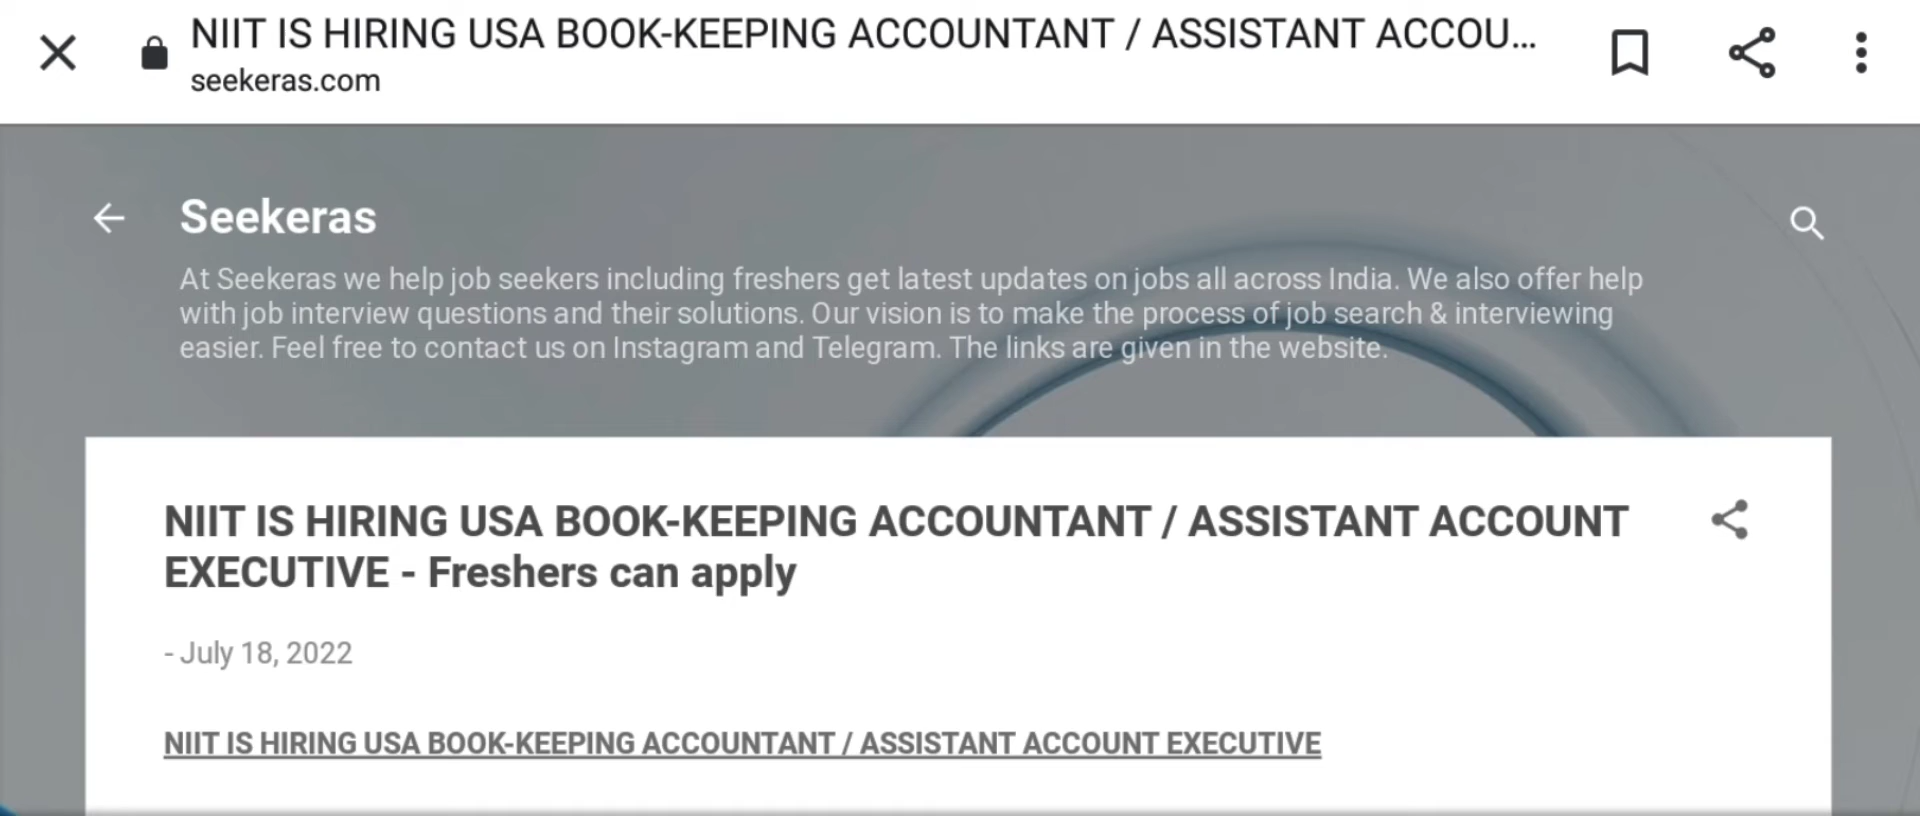 NIIT IS HIRING USA BOOK-KEEPING ACCOUNTANT / ASSISTANT ACCOU...
seekeras.com
Seekeras
At Seekeras we help job seekers including freshers get latest updates on jobs all across India. We also offer help
with job interview questions and their solutions. Our vision is to make the process of job search & interviewing
easier. Feel free to contact us on Instagram and Telegram. The links are given in the website.
NIIT IS HIRING USA BOOK-KEEPING ACCOUNTANT / ASSISTANT ACCOUNT
EXECUTIVE - Freshers can apply
- July 18, 2022
NIIT IS HIRING USA BOOK-KEEPING ACCOUNTANT / ASSISTANT ACCOUNT EXECUTIVE